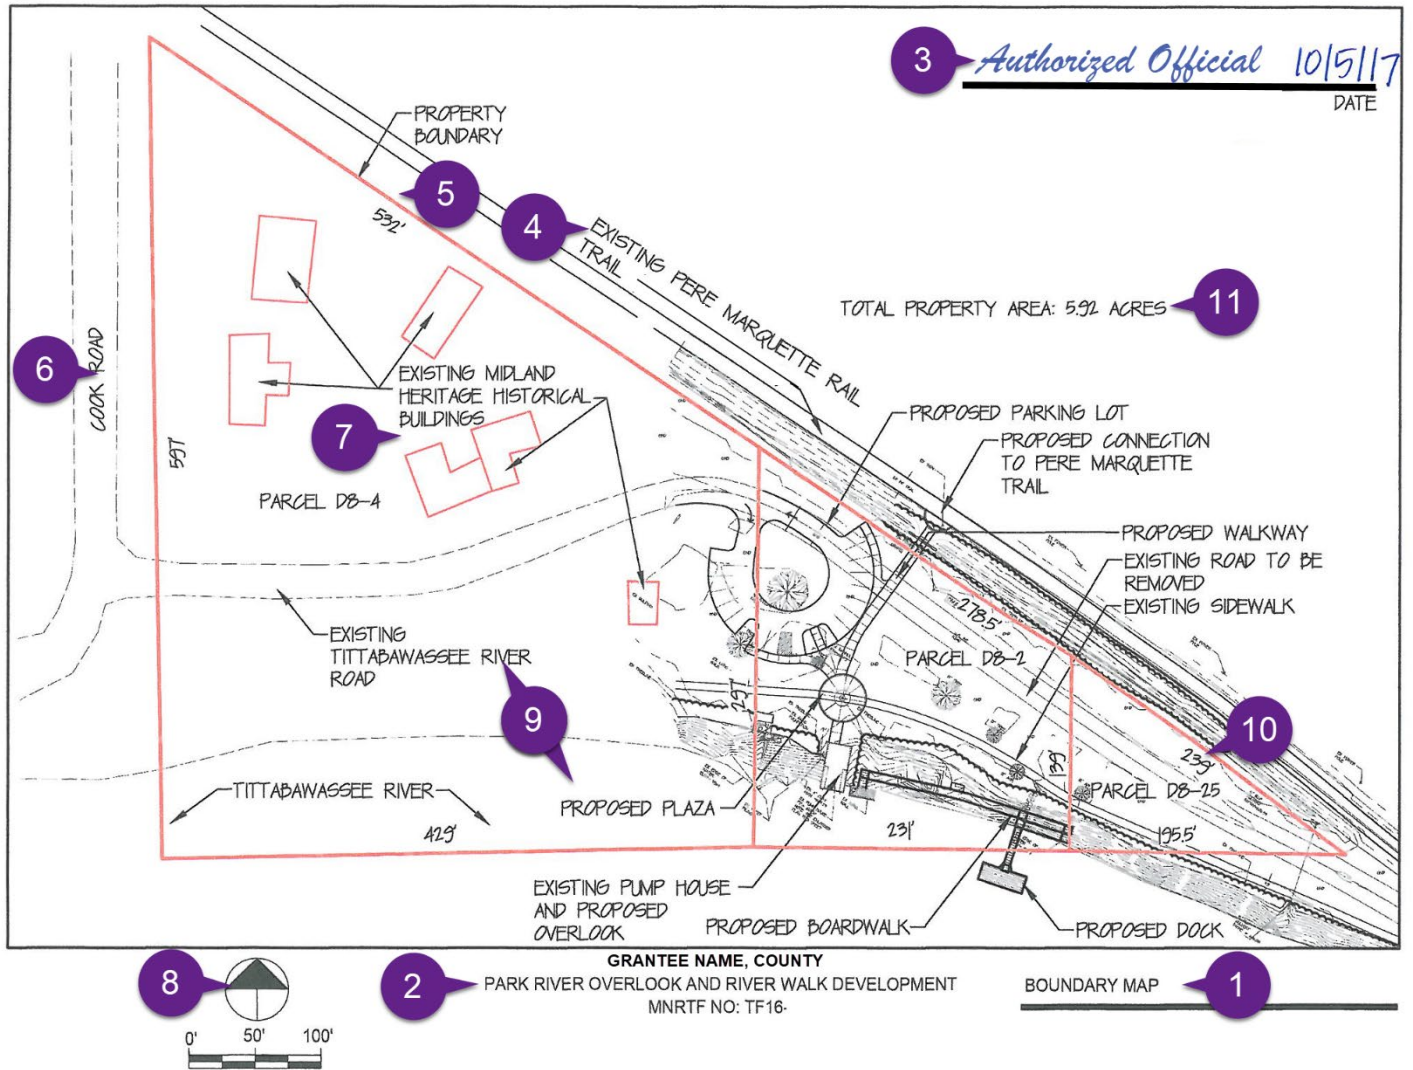 3
Authorized Official 10/5/17
DATE
PROPERTY
BOUNDARY
5
532'
4
EXISTING PERE MARQUETTE RAIL
TRAIL
TOTAL PROPERTY AREA: 5.92 ACRES
11
6
COOK ROAD
EXISTING MIDLAND
HERITAGE HISTORICAL
BUILDINGS
7
597'
PARCEL D8-4
PROPOSED PARKING LOT
PROPOSED CONNECTION
TO PERE MARQUETTE
TRAIL
PROPOSED WALKWAY
EXISTING ROAD TO BE
REMOVED
EXISTING SIDEWALK
278.5'
PARCEL D8-2
EXISTING
TITTABAWASSEE RIVER
ROAD
9
297'
10
239'
139'
PARCEL D8-25
TITTABAWASSEE RIVER
PROPOSED PLAZA
429'
231'
195.5'
EXISTING PUMP HOUSE
AND PROPOSED
OVERLOOK
PROPOSED BOARDWALK
PROPOSED DOCK
8
0' 50' 100'
GRANTEE NAME, COUNTY
2
PARK RIVER OVERLOOK AND RIVER WALK DEVELOPMENT
MNRTF NO: TF16-
BOUNDARY MAP
1